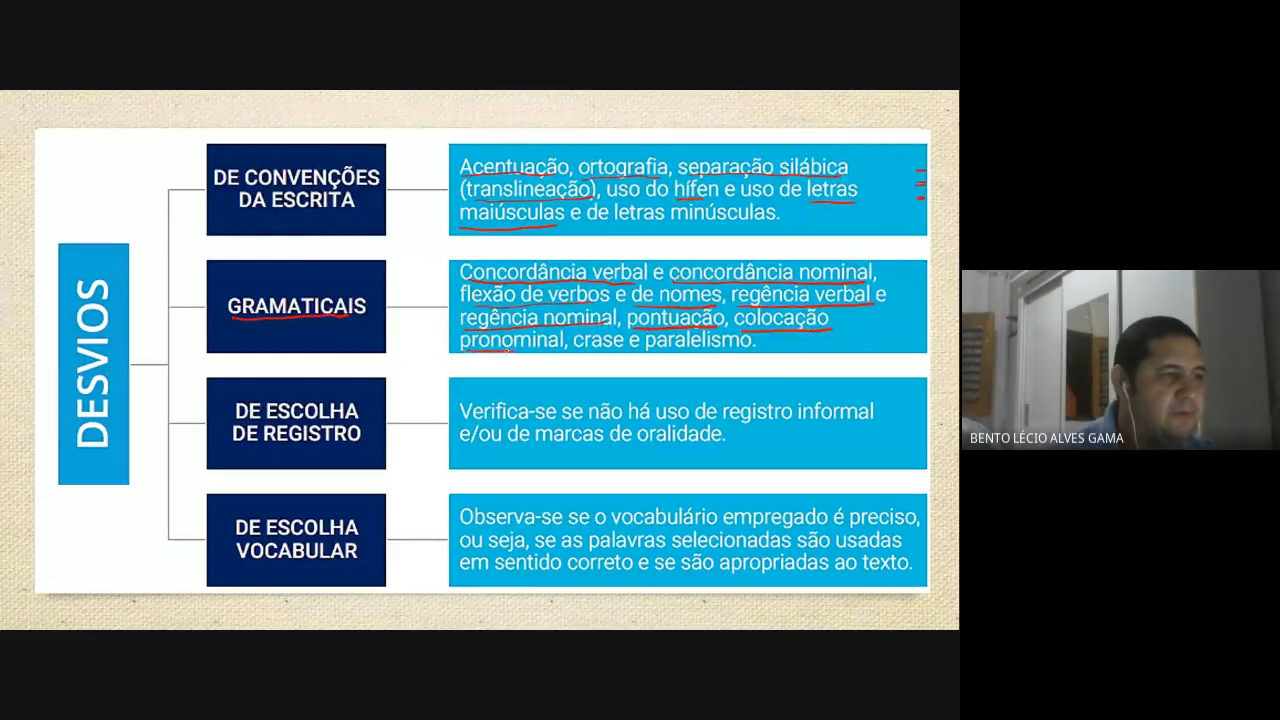 DESVIOS
DE CONVENÇÕES
DA ESCRITA
Acentuação, ortografia, separação silábica
(translineação), uso do hífen e uso de letras
maiúsculas e de letras minúsculas.
GRAMATICAIS
Concordância verbal e concordância nominal,
flexão de verbos e de nomes, regência verbal e
regência nominal, pontuação, colocação
pronominal, crase e paralelismo.
DE ESCOLHA
DE REGISTRO
Verifica-se se não há uso de registro informal
e/ou de marcas de oralidade.
DE ESCOLHA
VOCABULAR
Observa-se se o vocabulário empregado é preciso,
ou seja, se as palavras selecionadas são usadas
em sentido correto e se são apropriadas ao texto.
BENTO LÉCIO ALVES GAMA